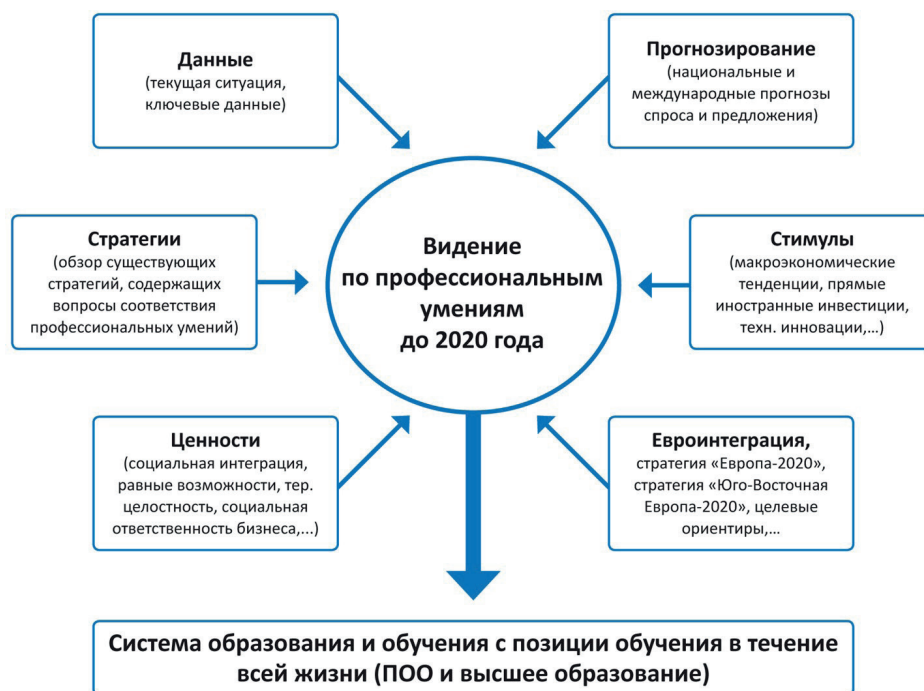 Данные
(текущая ситуация,
ключевые данные)
Прогнозирование
(национальные и
международные прогнозы
спроса и предложения)
Стратегии
(обзор существующих
стратегий, содержащих
вопросы соответствия
профессиональных умений)
Видение
по профессиональным
умениям
до 2020 года
Стимулы
(макроэкономические
тенденции, прямые
иностранные инвестиции,
техн. инновации,...)
Ценности
(социальная интеграция,
равные возможности, тер.
целостность, социальная
ответственность бизнеса,...)
Евроинтеграция,
стратегия «Европа-2020»,
стратегия «Юго-Восточная
Европа-2020», целевые
ориентиры,...
Система образования и обучения с позиции обучения в течение
всей жизни (ПОО и высшее образование)